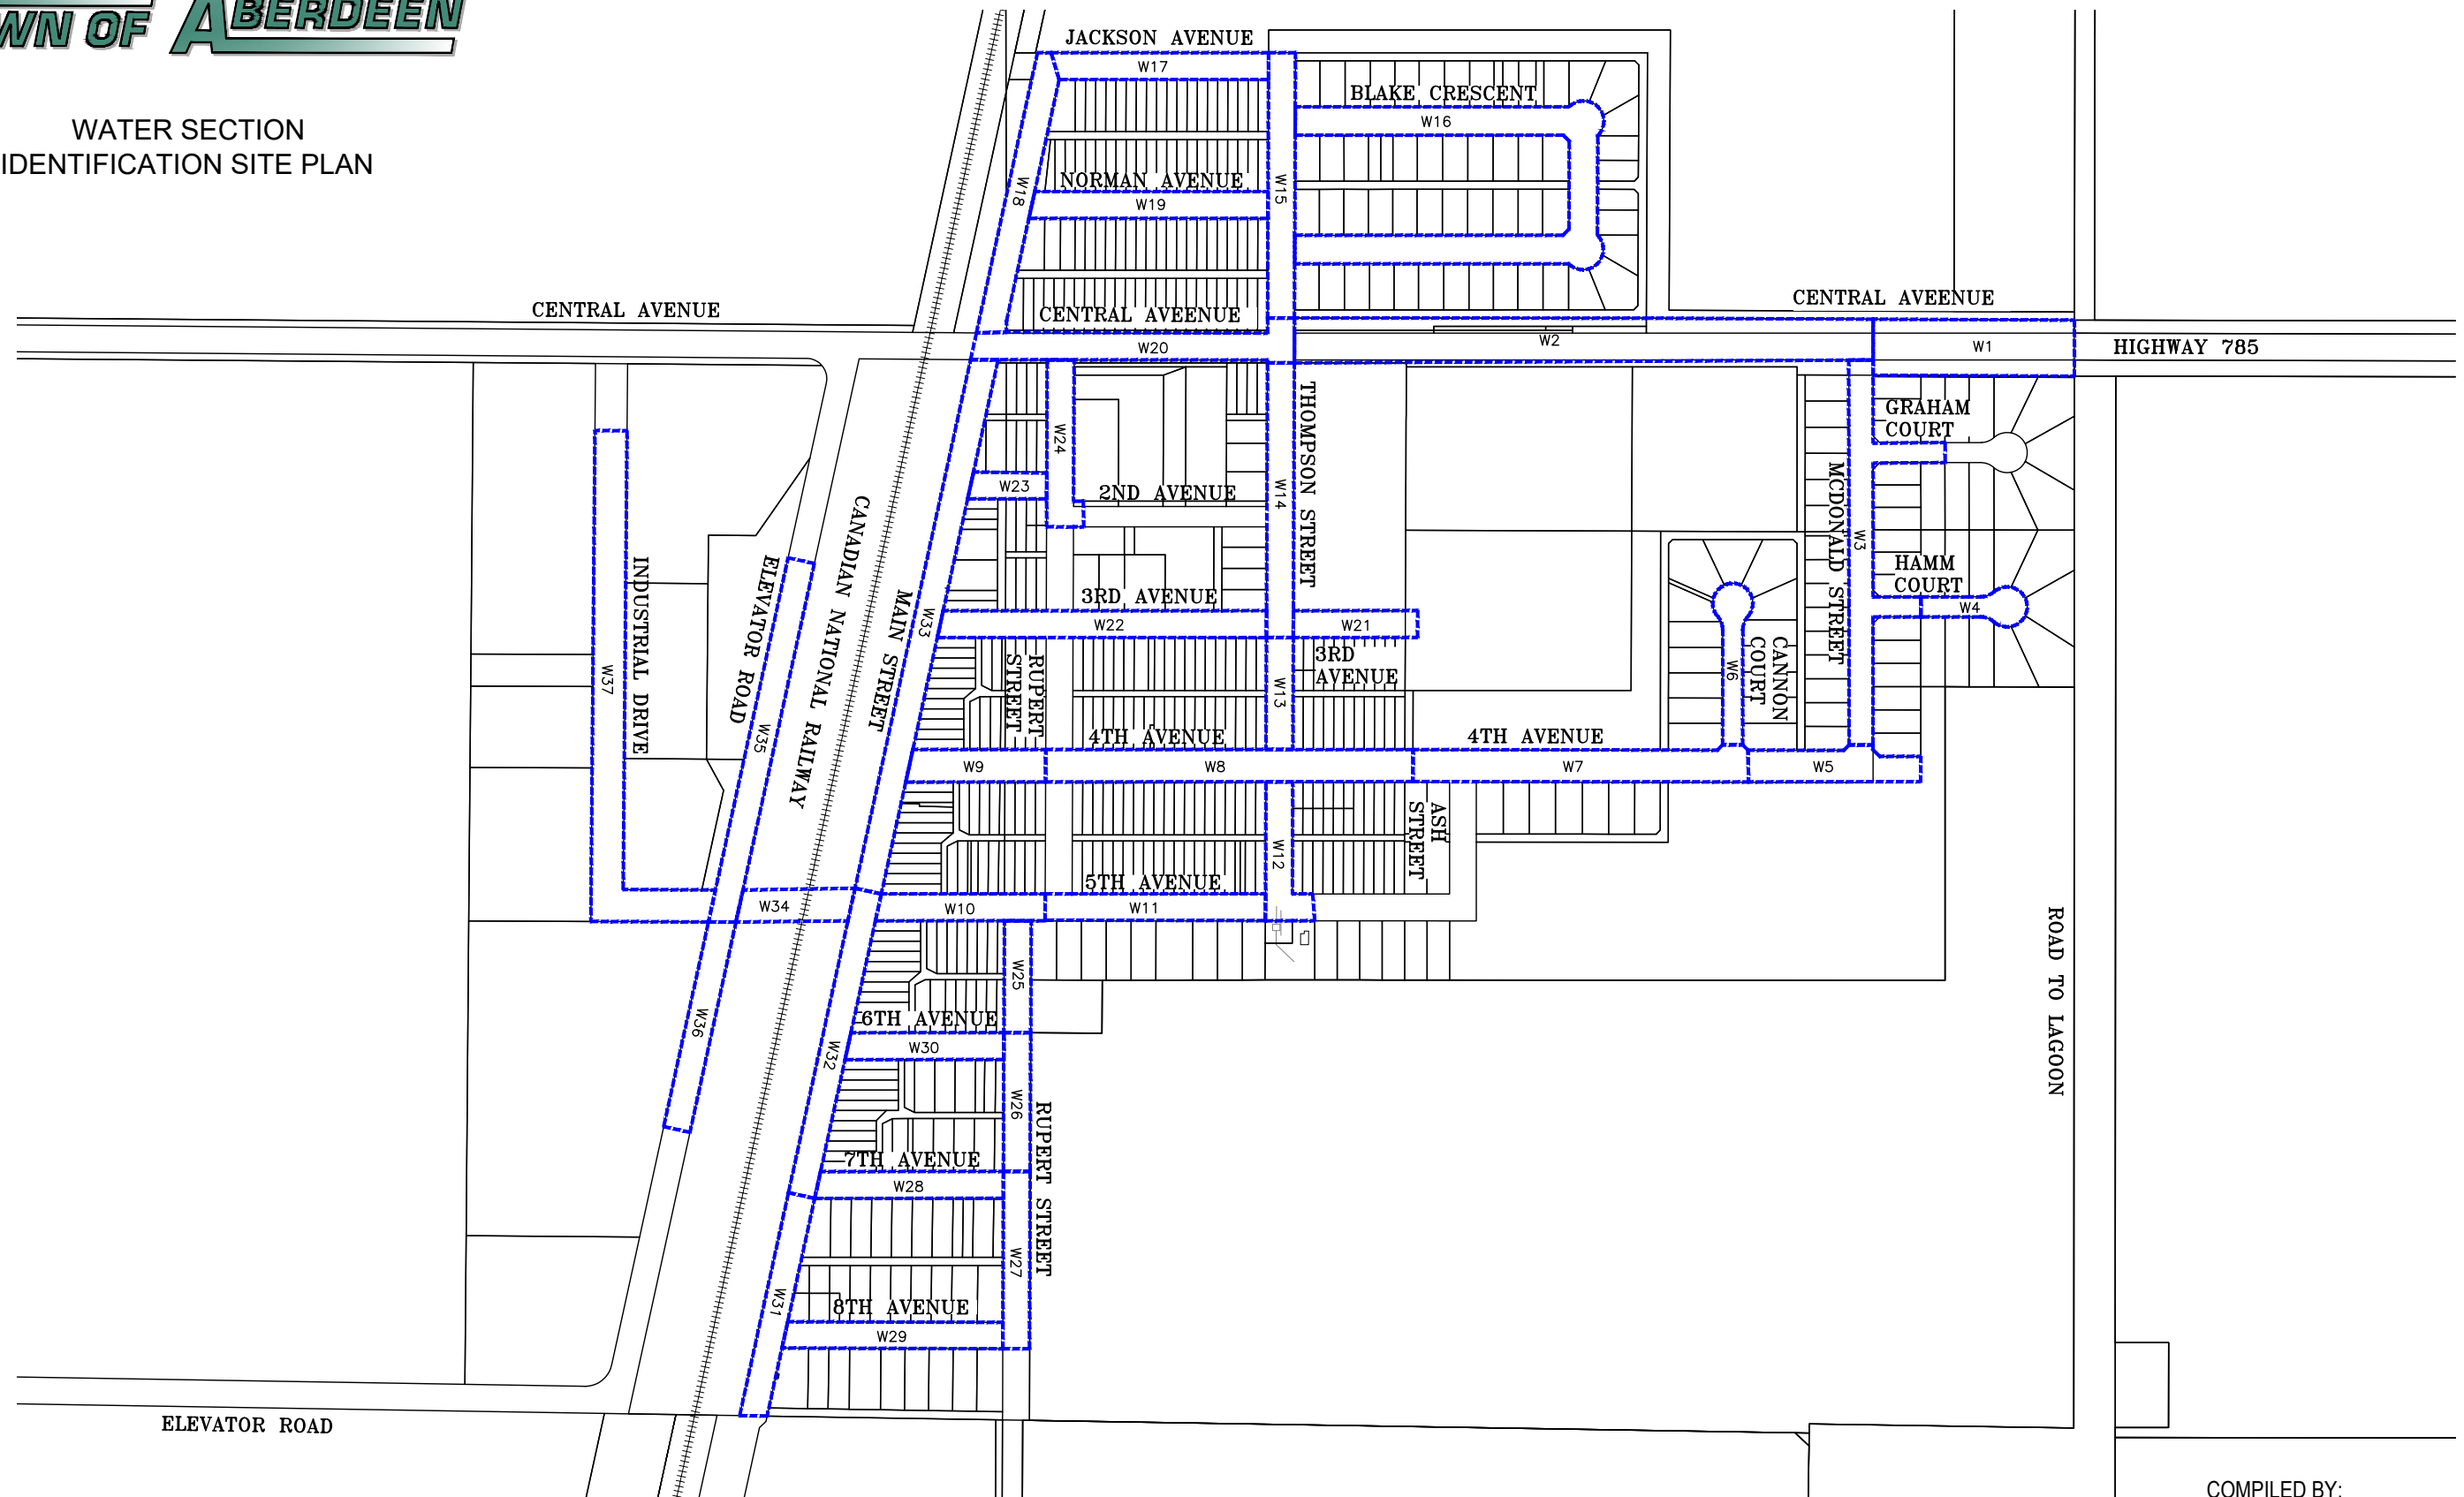 WN OF ABERDEEN
WATER SECTION
IDENTIFICATION SITE PLAN
JACKSON AVENUE
W17
BLAKE CRESCENT
W16
W18
NORMAN AVENUE
W19
W15
CENTRAL AVENUE
CENTRAL AVEENUE
CENTRAL AVEENUE
W20
W2
W1
HIGHWAY 785
GRAHAM
COURT
W24
THOMPSON STREET
W14
W23
2ND AVENUE
MCDONALD STREET
W3
HAMM
COURT
W4
CANADIAN NATIONAL RAILWAY
MAIN STREET
W33
3RD AVENUE
W22
W21
3RD
AVENUE
RUPERT
STREET
W13
CANNON
COURT
W6
INDUSTRIAL DRIVE
W37
ELEVATOR ROAD
W35
4TH AVENUE
4TH AVENUE
W9
W8
W7
W5
ASH
STREET
W12
5TH AVENUE
W34
W10
W11
ROAD TO LAGOON
W25
W36
6TH AVENUE
W30
W32
W26
RUPERT STREET
7TH AVENUE
W28
W27
W31
8TH AVENUE
W29
ELEVATOR ROAD
COMPILED BY: